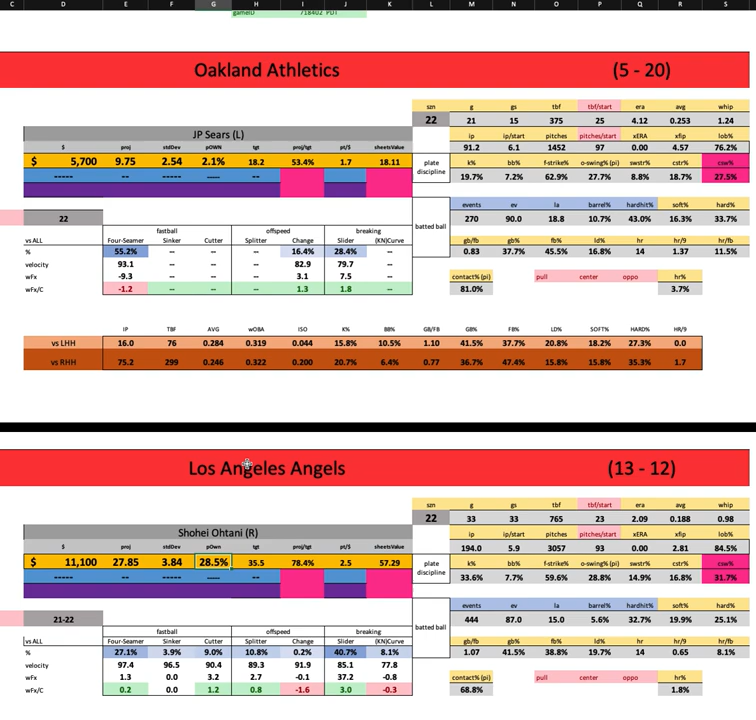 C D E F G H I J K L M N O P Q R S
gameID 718402 PDT
Oakland Athletics (5 - 20)
szn g gs tbf tbf/start era avg whip
22 21 15 375 25 4.12 0.253 1.24
JP Sears (L)
ip ip/start pitches pitches/start xERA xfip lob%
$ proj stdDev pOWN tgt proj/tgt pt/$ sheetsValue
91.2 6.1 1452 97 0.00 4.57 76.2%
$ 5,700 9.75 2.54 2.1% 18.2 53.4% 1.7 18.11
plate discipline
k% bb% f-strike% o-swing% (pi) swstr% cstr% csw%
----- -- -- ---- --
19.7% 7.2% 62.9% 27.7% 8.8% 18.7% 27.5%
events ev la barrel% hardhit% soft% hard%
22
270 90.0 18.8 10.7% 43.0% 16.3% 33.7%
batted ball
fastball offspeed breaking
vs ALL Four-Seamer Sinker Cutter Splitter Change Slider (KN)Curve
gb/fb gb% fb% ld% hr hr/9 hr/fb
% 55.2% -- -- -- 16.4% 28.4% --
0.83 37.7% 45.5% 16.8% 14 1.37 11.5%
velocity 93.1 -- -- -- 82.9 79.7 --
wFx -9.3 -- -- -- 3.1 7.5 --
contact% (pi) pull center oppo hr%
wFx/C -1.2 -- -- -- 1.3 1.8 --
81.0% 3.7%
IP TBF AVG wOBA ISO K% BB% GB/FB GB% FB% LD% SOFT% HARD% HR/9
vs LHH 16.0 76 0.284 0.319 0.044 15.8% 10.5% 1.10 41.5% 37.7% 20.8% 18.2% 27.3% 0.0
vs RHH 75.2 299 0.246 0.322 0.200 20.7% 6.4% 0.77 36.7% 47.4% 15.8% 15.8% 35.3% 1.7
Los Angeles Angels (13 - 12)
szn g gs tbf tbf/start era avg whip
22 33 33 765 23 2.09 0.188 0.98
Shohei Ohtani (R)
ip ip/start pitches pitches/start xERA xfip lob%
$ proj stdDev pOwn tgt proj/tgt pt/$ sheetsValue
194.0 5.9 3057 93 0.00 2.81 84.5%
$ 11,100 27.85 3.84 28.5% 35.5 78.4% 2.5 57.29
plate discipline
k% bb% f-strike% o-swing% (pi) swstr% cstr% csw%
----- -- -- ---- --
33.6% 7.7% 59.6% 28.8% 14.9% 16.8% 31.7%
events ev la barrel% hardhit% soft% hard%
21-22
444 87.0 15.0 5.6% 32.7% 19.9% 25.1%
batted ball
fastball offspeed breaking
vs ALL Four-Seamer Sinker Cutter Splitter Change Slider (KN)Curve
gb/fb gb% fb% ld% hr hr/9 hr/fb
% 27.1% 3.9% 9.0% 10.8% 0.2% 40.7% 8.1%
1.07 41.5% 38.8% 19.7% 14 0.65 8.1%
velocity 97.4 96.5 90.4 89.3 91.9 85.1 77.8
wFx 1.3 0.0 3.2 2.7 -0.1 37.2 -0.8
contact% (pi) pull center oppo hr%
wFx/C 0.2 0.0 1.2 0.8 -1.6 3.0 -0.3
68.8% 1.8%